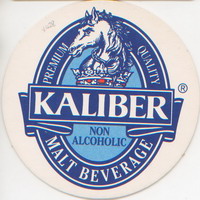 PREMIUM QUALITY
KALIBER ®
NON
ALCOHOLIC
MALT BEVERAGE